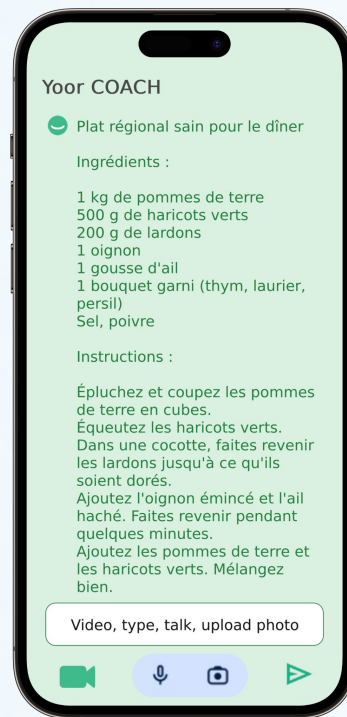 Yoor COACH
Plat régional sain pour le dîner
Ingrédients :
1 kg de pommes de terre
500 g de haricots verts
200 g de lardons
1 oignon
1 gousse d'ail
1 bouquet garni (thym, laurier,
persil)
Sel, poivre
Instructions :
Épluchez et coupez les pommes
de terre en cubes.
Équeutez les haricots verts.
Dans une cocotte, faites revenir
les lardons jusqu'à ce qu'ils
soient dorés.
Ajoutez l'oignon émincé et l'ail
haché. Faites revenir pendant
quelques minutes.
Ajoutez les pommes de terre et
les haricots verts. Mélangez
bien.
Video, type, talk, upload photo